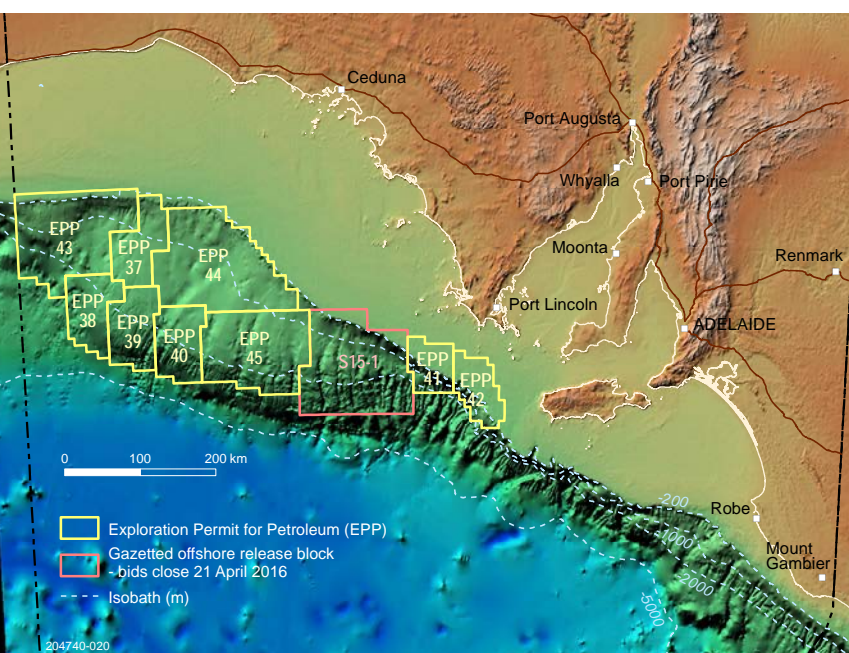 Ceduna
Port Augusta
Whyalla
Port Pirie
Moonta
Renmark
Port Lincoln
ADELAIDE
EPP
43
EPP
37
EPP
44
EPP
38
EPP
39
EPP
40
EPP
45
S15-1
EPP
41
EPP
42
0
100
200 km
-200
-1000
-2000
-5000
Robe
Mount
Gambier
Exploration Permit for Petroleum (EPP)
Gazetted offshore release block
- bids close 21 April 2016
Isobath (m)
204740-020